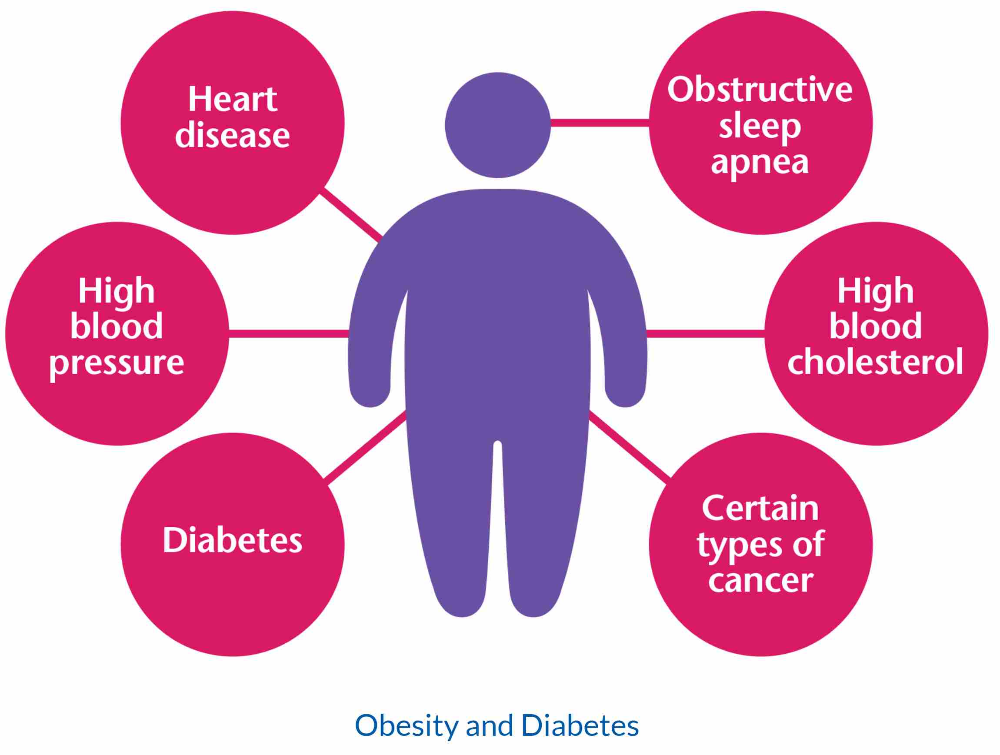 Heart
disease
Obstructive
sleep
apnea
High
blood
pressure
High
blood
cholesterol
Diabetes
Certain
types of
cancer
Obesity and Diabetes